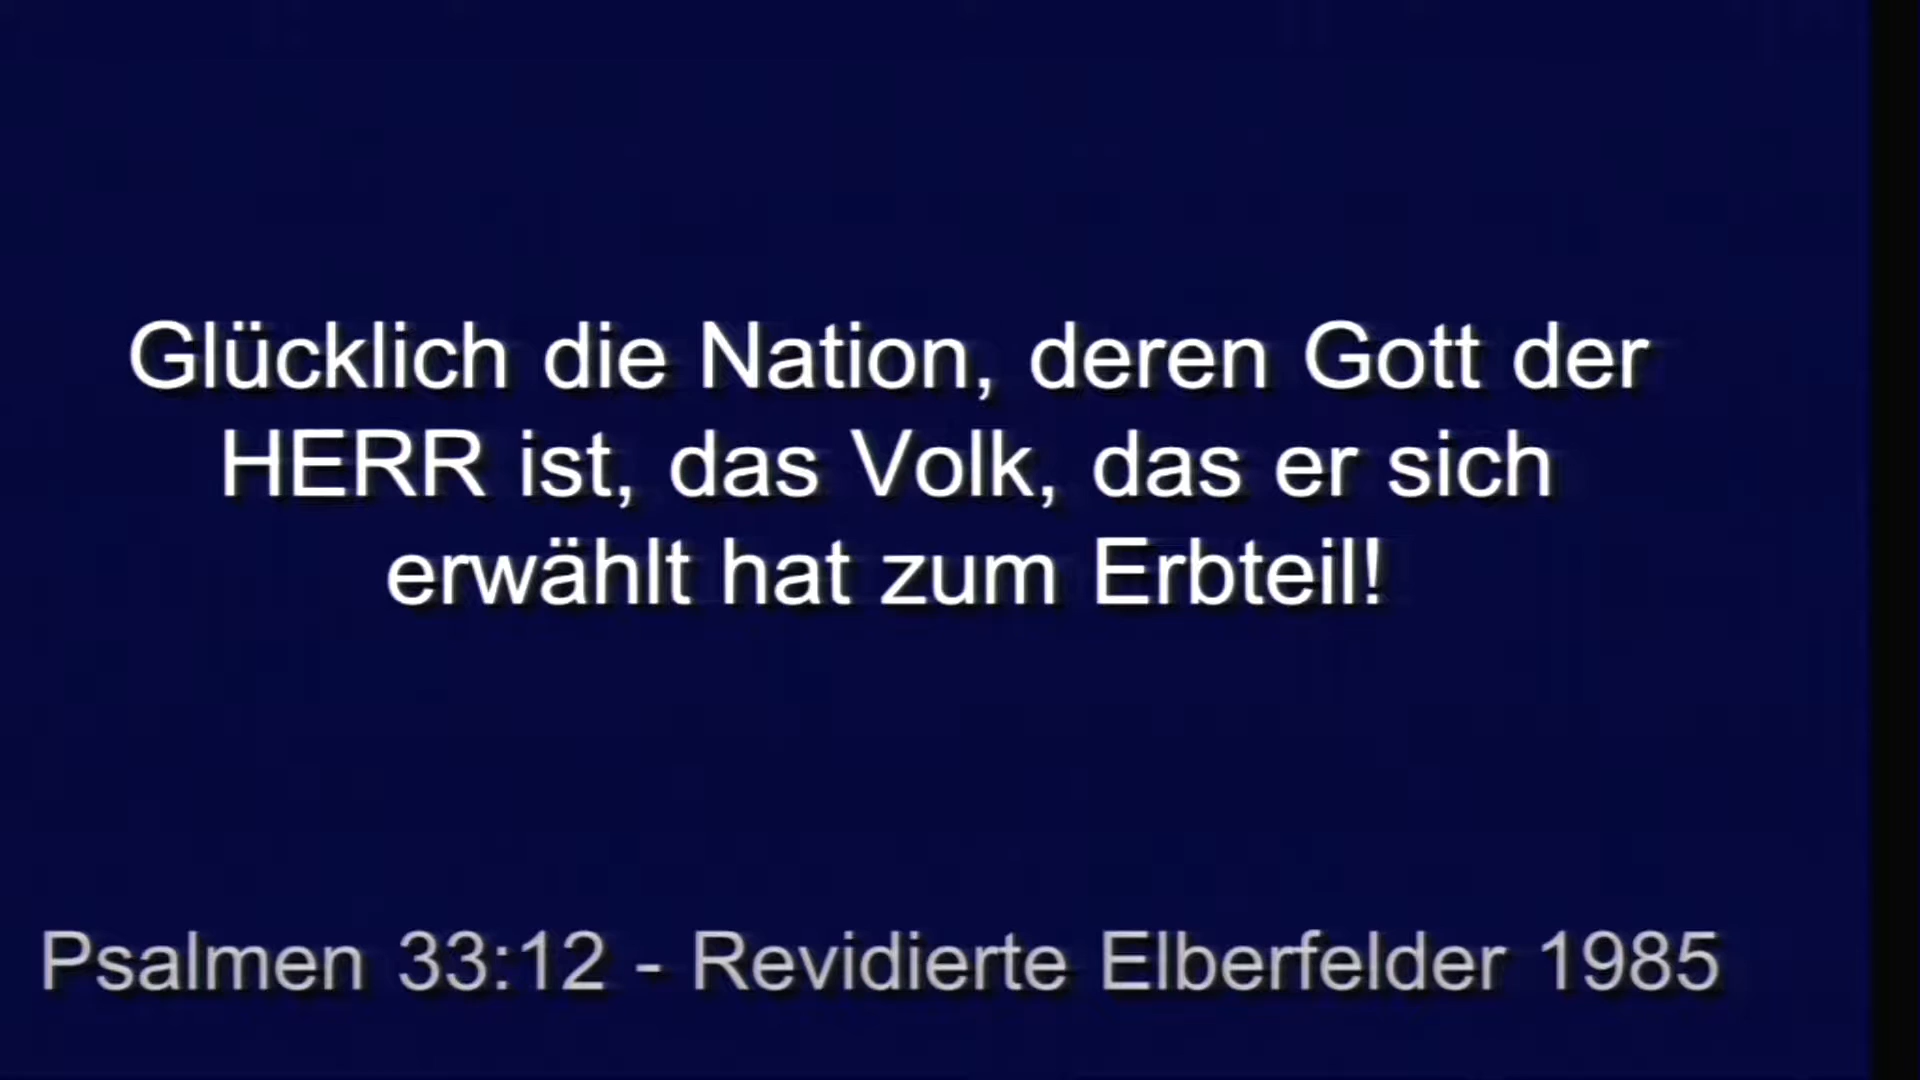 Glücklich die Nation, deren Gott der
HERR ist, das Volk, das er sich
erwählt hat zum Erbteil!
Psalmen 33:12 - Revidierte Elberfelder 1985